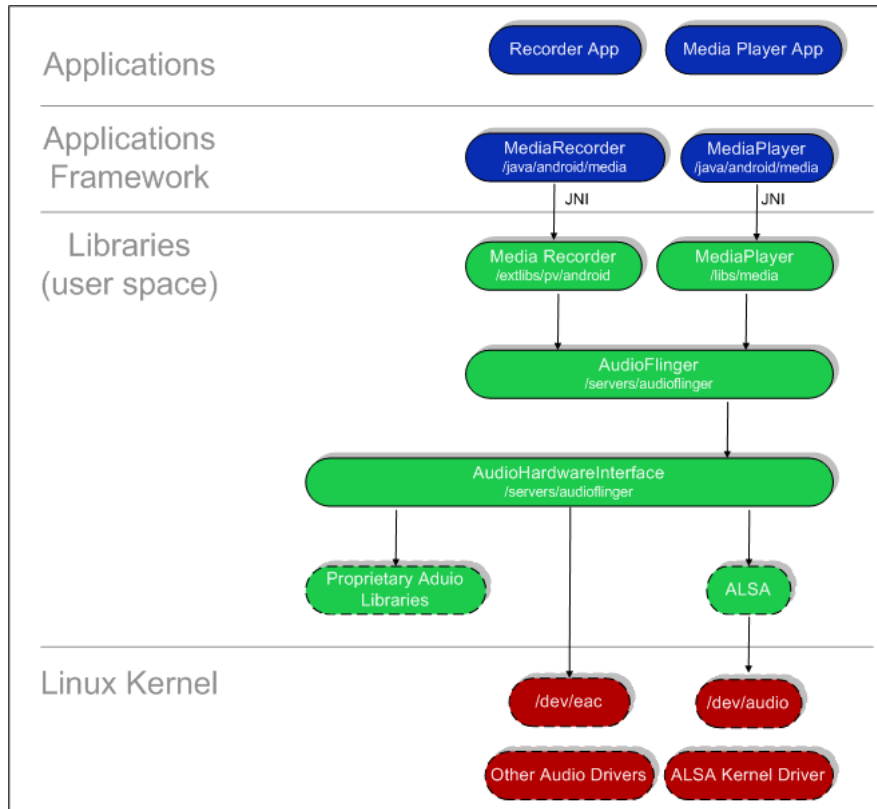 Applications
Recorder App
Media Player App
Applications
Framework
MediaRecorder
/java/android/media
MediaPlayer
/java/android/media
JNI
JNI
Libraries
(user space)
Media Recorder
/extlibs/pv/android
MediaPlayer
/libs/media
AudioFlinger
/servers/audioflinger
AudioHardwareInterface
/servers/audioflinger
Proprietary Aduio
Libraries
ALSA
Linux Kernel
/dev/eac
/dev/audio
Other Audio Drivers
ALSA Kernel Driver